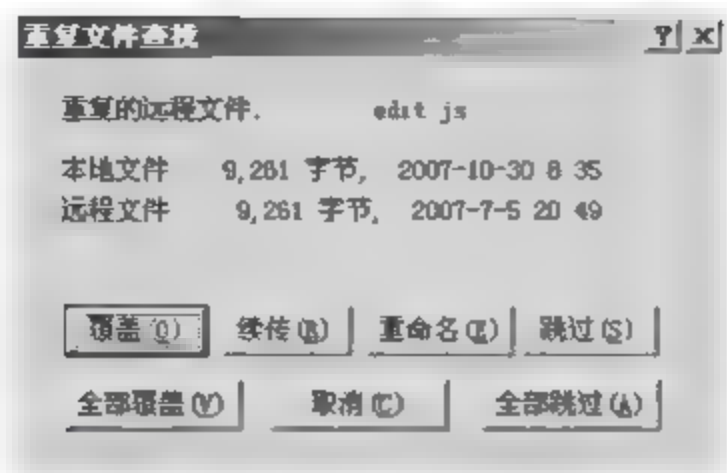 重复文件查找
重复的远程文件. edit js
本地文件 9,261 字节, 2007-10-30 8 35
远程文件 9,261 字节, 2007-7-5 20 49
覆盖(O) 续传(R) 重命名(E) 跳过(S)
全部覆盖(V) 取消(C) 全部跳过(A)